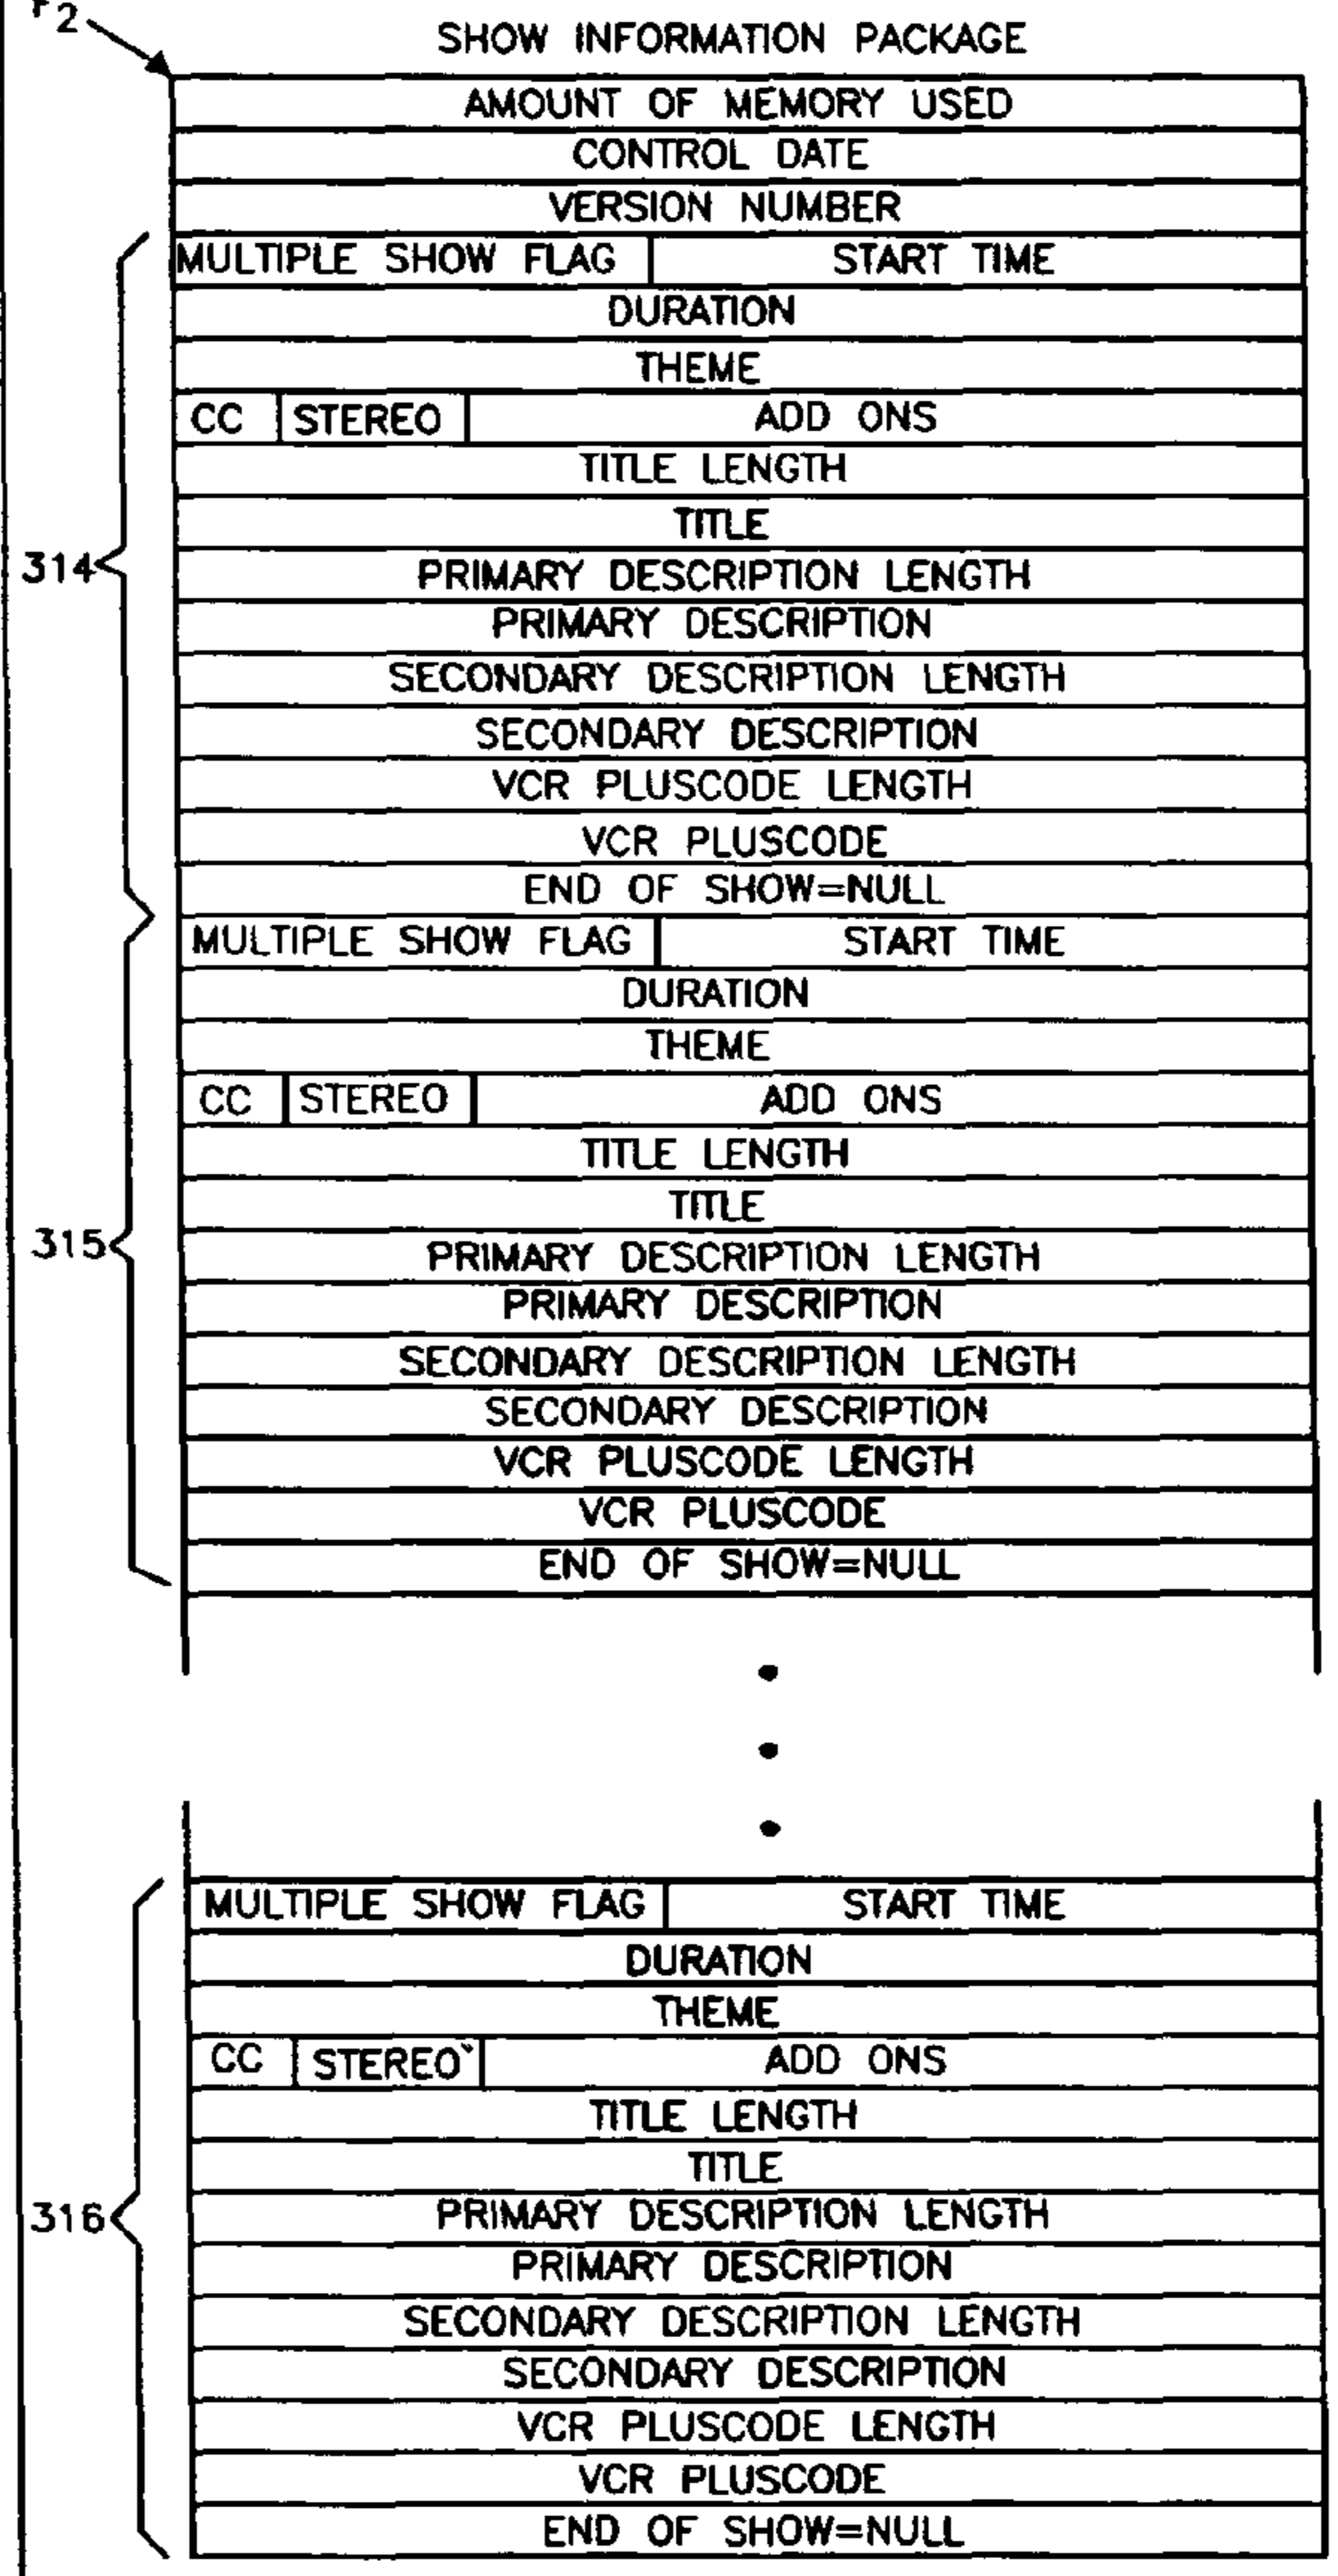 P2
SHOW INFORMATION PACKAGE
AMOUNT OF MEMORY USED
CONTROL DATE
VERSION NUMBER
MULTIPLE SHOW FLAG START TIME
DURATION
THEME
CC STEREO ADD ONS
TITLE LENGTH
TITLE
314
PRIMARY DESCRIPTION LENGTH
PRIMARY DESCRIPTION
SECONDARY DESCRIPTION LENGTH
SECONDARY DESCRIPTION
VCR PLUSCODE LENGTH
VCR PLUSCODE
END OF SHOW=NULL
MULTIPLE SHOW FLAG START TIME
DURATION
THEME
CC STEREO ADD ONS
TITLE LENGTH
TITLE
315
PRIMARY DESCRIPTION LENGTH
PRIMARY DESCRIPTION
SECONDARY DESCRIPTION LENGTH
SECONDARY DESCRIPTION
VCR PLUSCODE LENGTH
VCR PLUSCODE
END OF SHOW=NULL
MULTIPLE SHOW FLAG START TIME
DURATION
THEME
CC STEREO ADD ONS
TITLE LENGTH
TITLE
316
PRIMARY DESCRIPTION LENGTH
PRIMARY DESCRIPTION
SECONDARY DESCRIPTION LENGTH
SECONDARY DESCRIPTION
VCR PLUSCODE LENGTH
VCR PLUSCODE
END OF SHOW=NULL